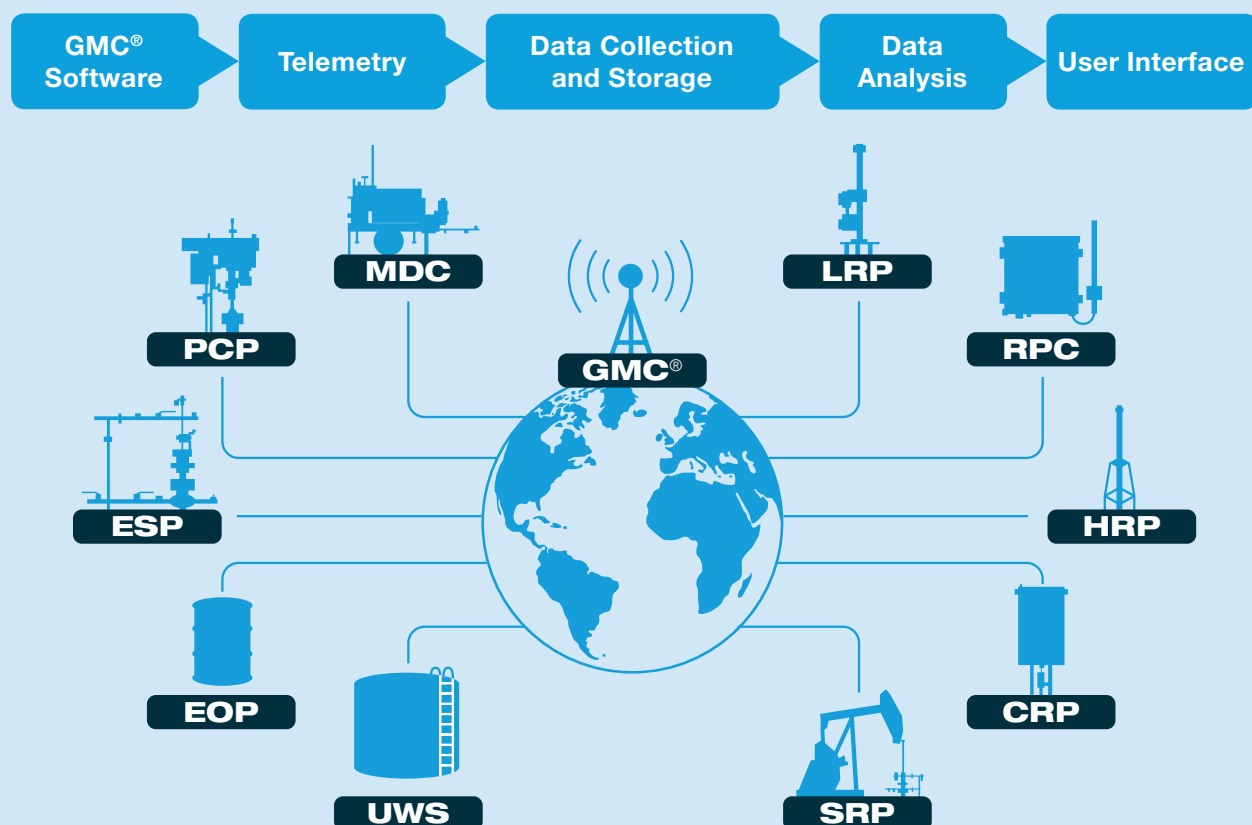 GMC®
Software
Telemetry
Data Collection
and Storage
Data
Analysis
User Interface
MDC
LRP
PCP
GMC®
RPC
ESP
HRP
EOP
CRP
UWS
SRP